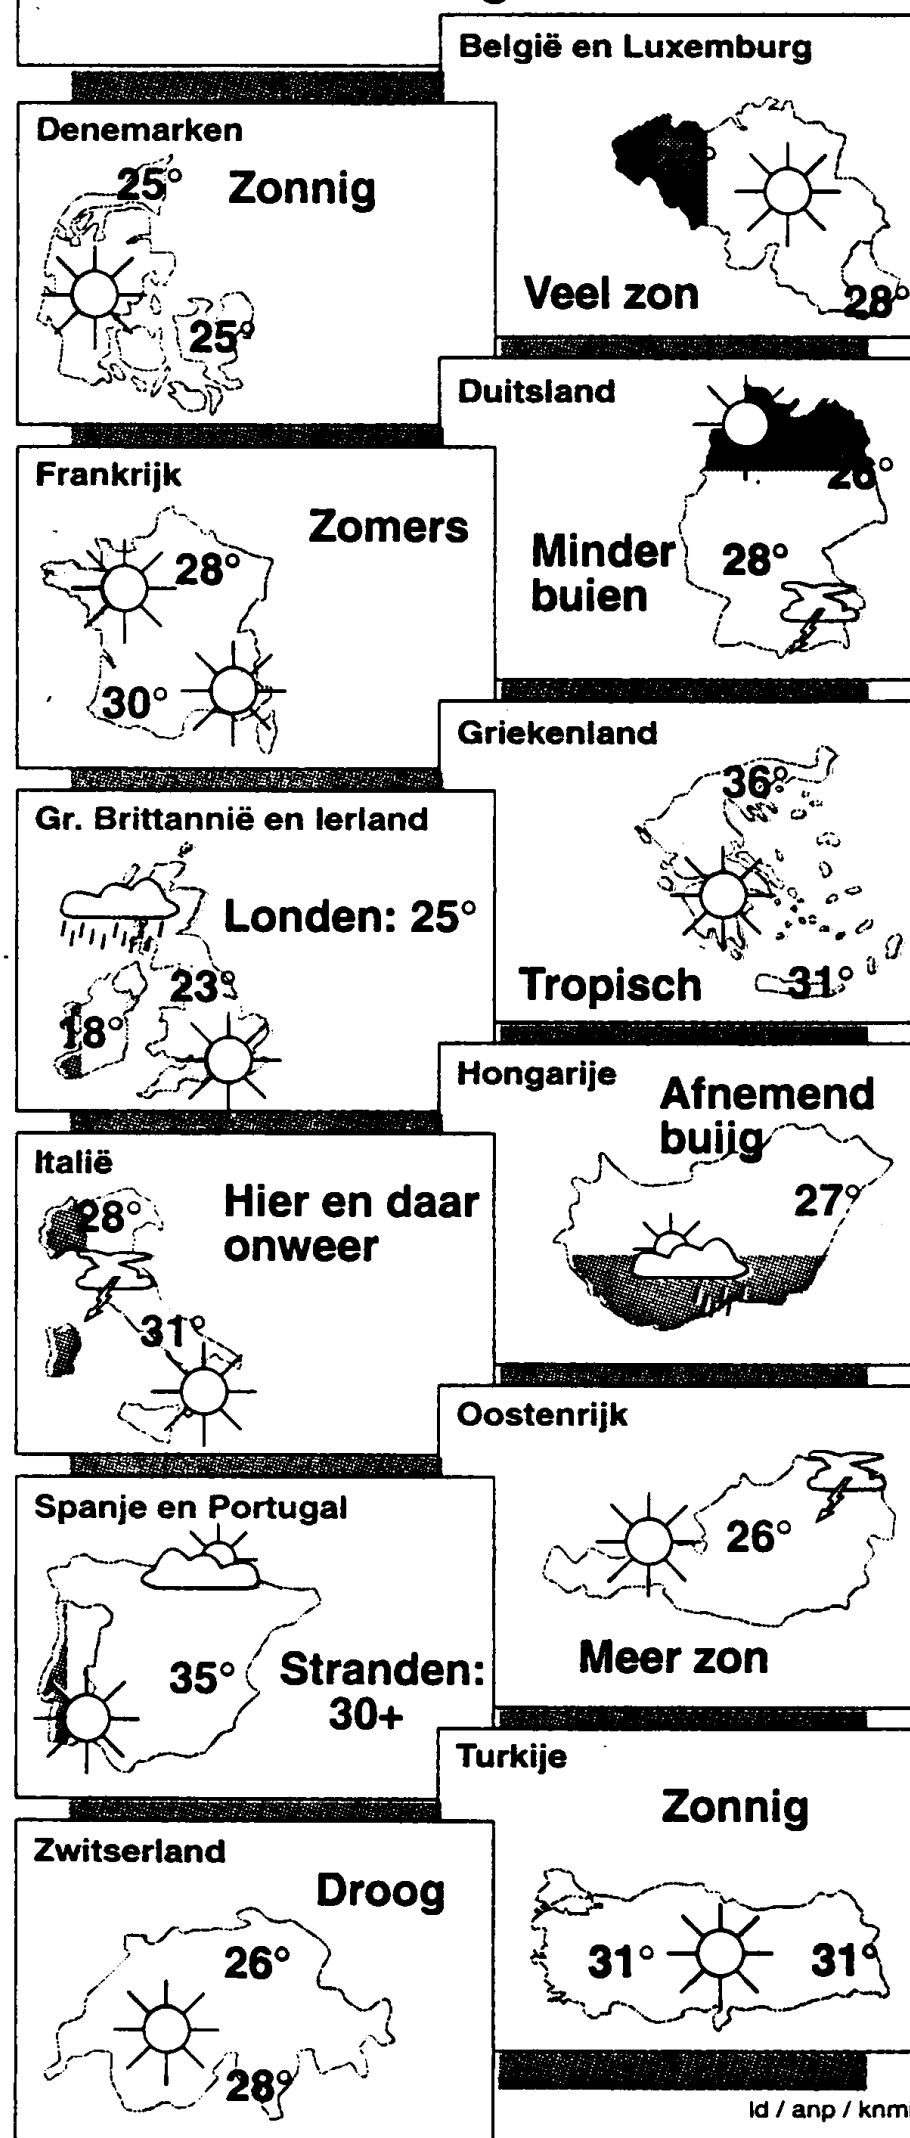 België en Luxemburg
Veel zon
28°
Denemarken
25°
Zonnig
25°
Duitsland
26°
Minder
buien
28°
Frankrijk
Zomers
28°
30°
Griekenland
36°
Tropisch
31°
Gr. Brittannië en Ierland
Londen: 25°
23°
18°
Hongarije
Afnemend
buiig
27°
Italië
28°
Hier en daar
onweer
31°
Oostenrijk
26°
Meer zon
Spanje en Portugal
35°
Stranden:
30+
Turkije
Zonnig
31°
31°
Zwitserland
Droog
26°
28°
ld / anp / knmi